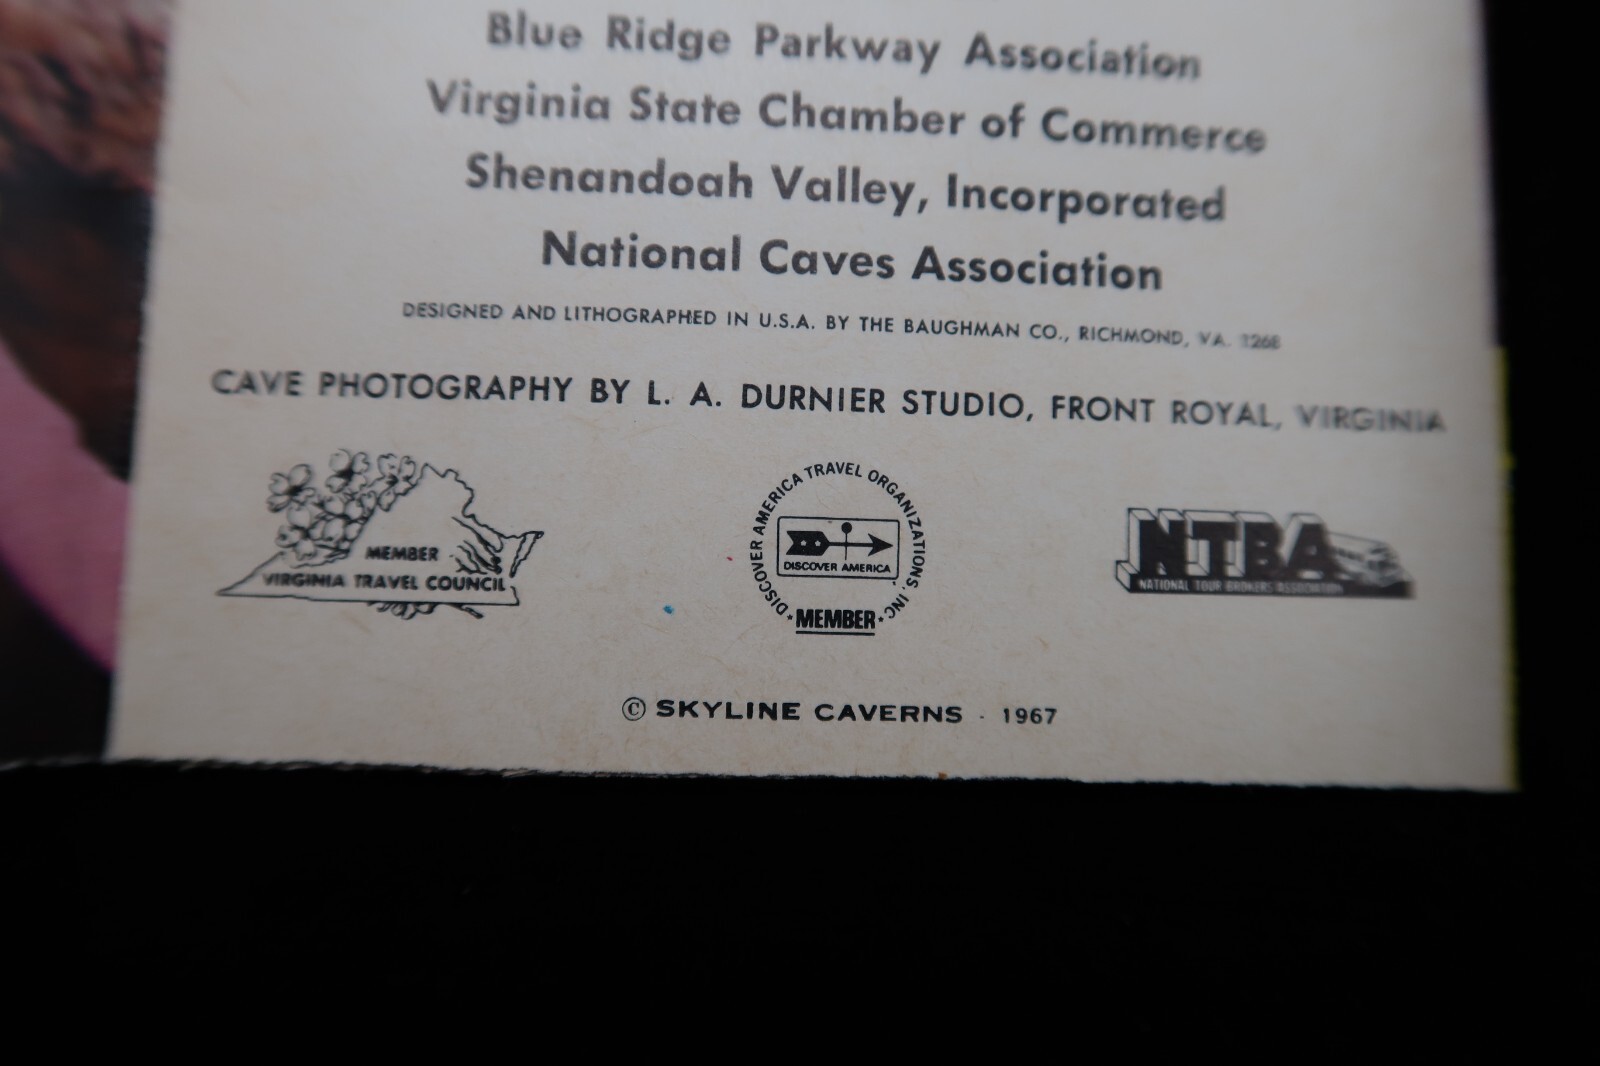 Blue Ridge Parkway Association
Virginia State Chamber of Commerce
Shenandoah Valley, Incorporated
National Caves Association
DESIGNED AND LITHOGRAPHED IN U.S.A. BY THE BAUGHMAN CO., RICHMOND, VA. 1268
CAVE PHOTOGRAPHY BY L. A. DURNIER STUDIO, FRONT ROYAL, VIRGINIA
MEMBER
VIRGINIA TRAVEL COUNCIL
DISCOVER AMERICA TRAVEL ORGANIZATIONS, INC.
DISCOVER AMERICA
MEMBER
NTBA
NATIONAL TOUR BROKERS ASSOCIATION
© SKYLINE CAVERNS · 1967